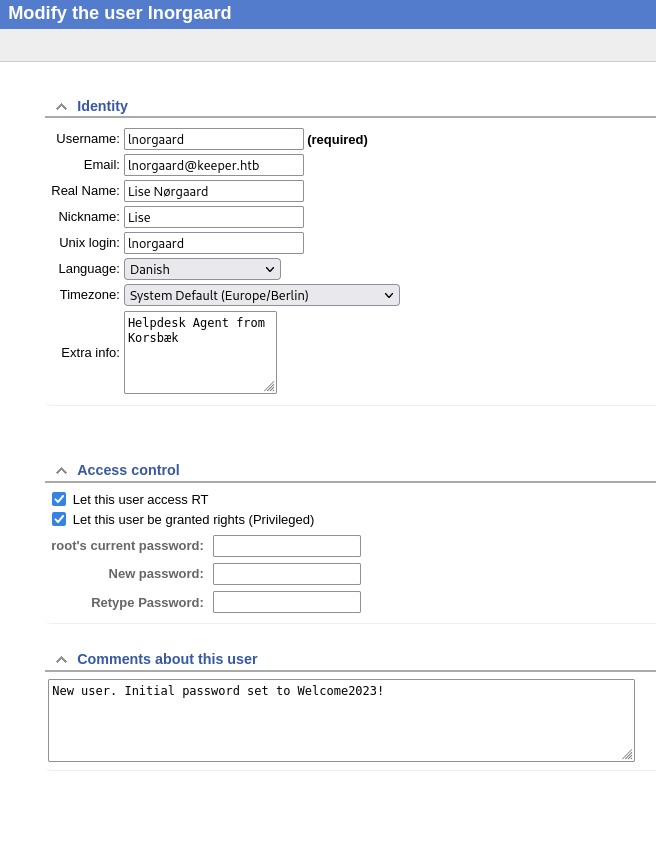 Modify the user lnorgaard
Identity
Username: lnorgaard (required)
Email: lnorgaard@keeper.htb
Real Name: Lise Nørgaard
Nickname: Lise
Unix login: lnorgaard
Language: Danish
Timezone: System Default (Europe/Berlin)
Extra info: Helpdesk Agent from
Korsbæk
Access control
Let this user access RT
Let this user be granted rights (Privileged)
root's current password:
New password:
Retype Password:
Comments about this user
New user. Initial password set to Welcome2023!